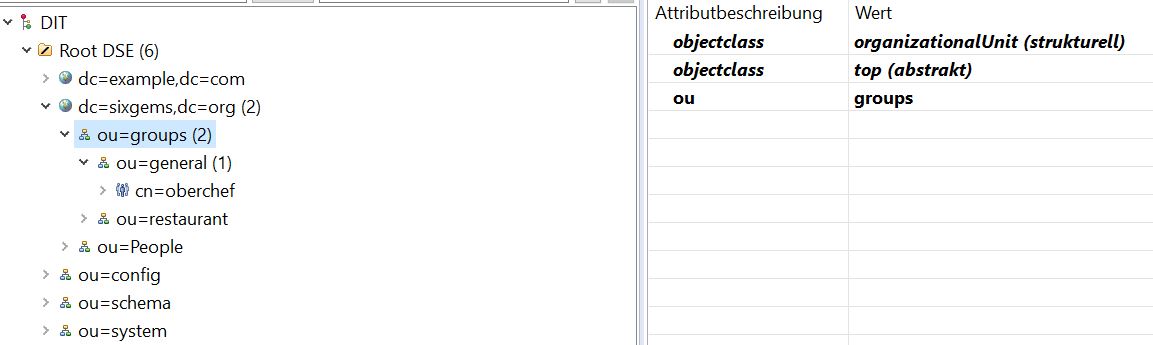 DIT
Root DSE (6)
dc=example,dc=com
dc=sixgems,dc=org (2)
ou=groups (2)
ou=general (1)
cn=oberchef
ou=restaurant
ou=People
ou=config
ou=schema
ou=system
Attributbeschreibung Wert
objectclass organizationalUnit (strukturell)
objectclass top (abstrakt)
ou groups